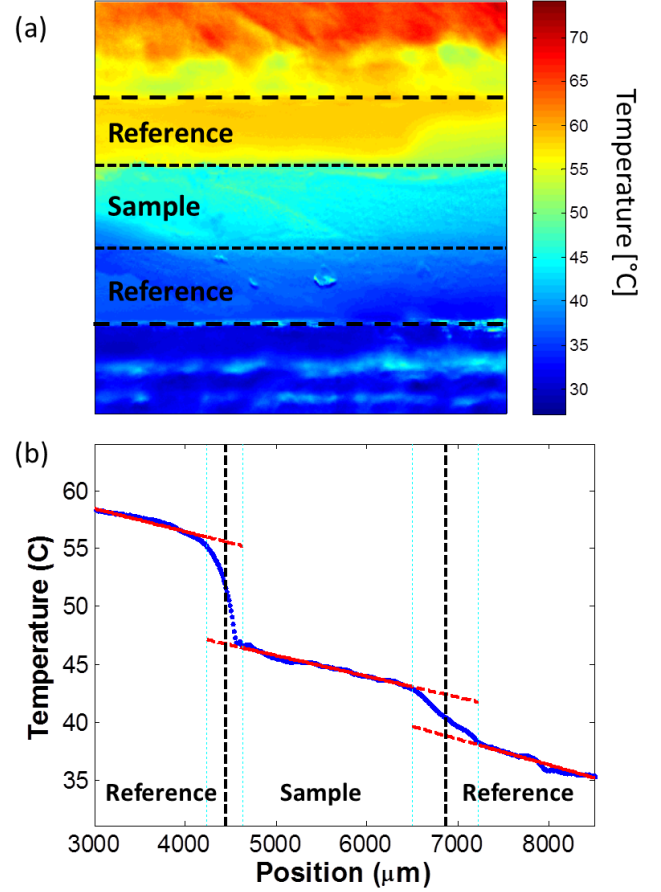 (a)
Reference
Sample
Reference
70
65
60
55
50
45
40
35
30
Temperature [°C]
(b)
60
55
50
45
40
35
Temperature (C)
Reference
Sample
Reference
3000 4000 5000 6000 7000 8000
Position (μm)